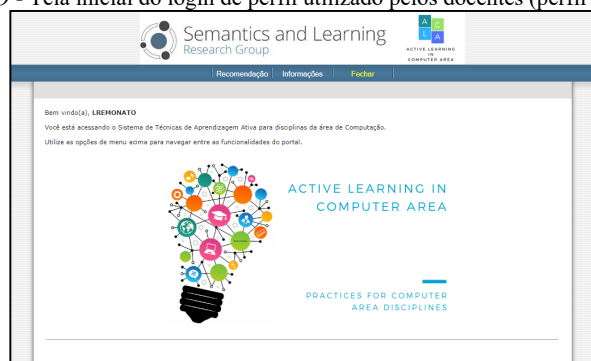 9 - Tela inicial do login de perfil utilizado pelos docentes (perfil
Semantics and Learning
Research Group
A C
L A
ACTIVE LEARNING
IN
COMPUTER AREA
Recomendação Informações Fechar
Bem vindo(a), LREMONATO
Você está acessando o Sistema de Técnicas de Aprendizagem Ativa para disciplinas da área de Computação.
Utilize as opções de menu acima para navegar entre as funcionalidades do portal.
ACTIVE LEARNING IN
COMPUTER AREA
PRACTICES FOR COMPUTER
AREA DISCIPLINES